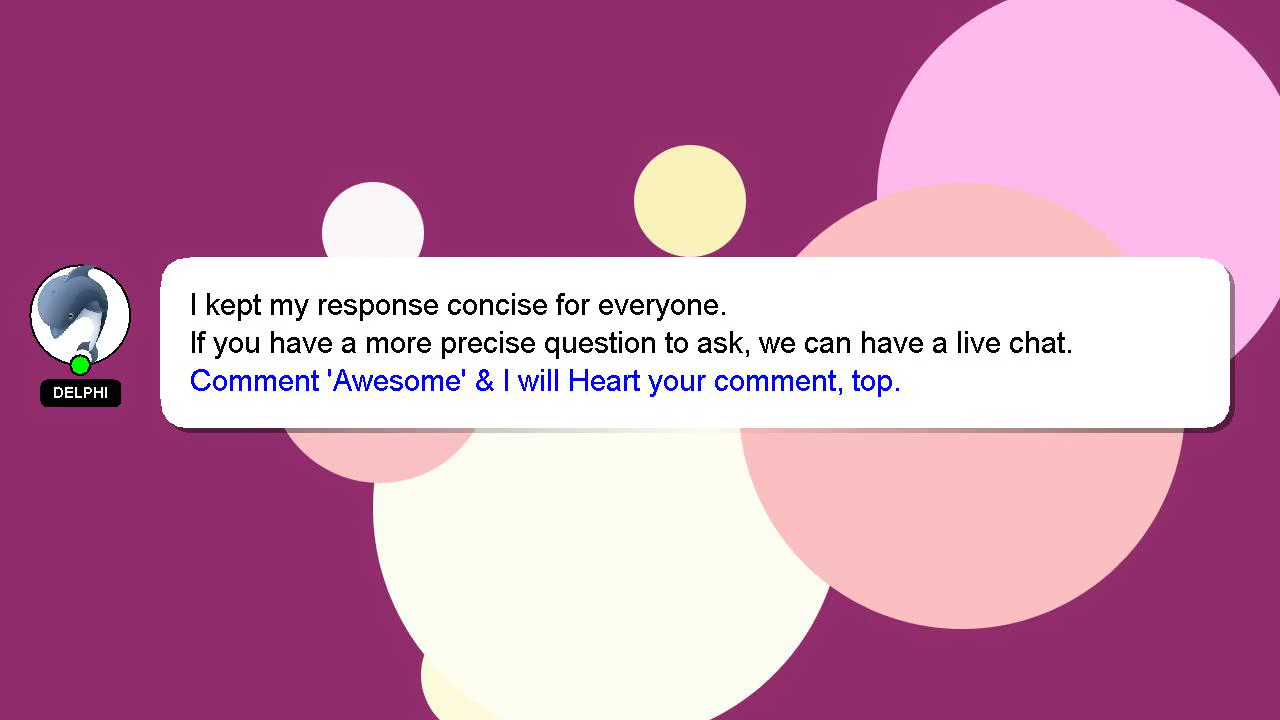 I kept my response concise for everyone.
If you have a more precise question to ask, we can have a live chat.
Comment 'Awesome' & I will Heart your comment, top.
DELPHI